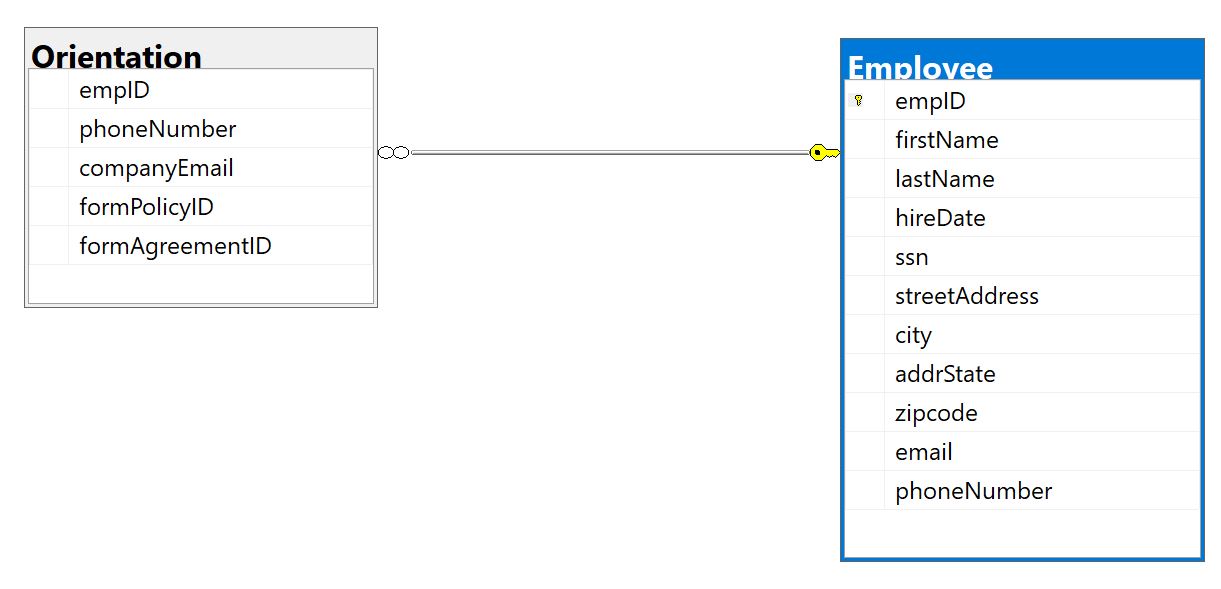 Orientation
empID
phoneNumber
companyEmail
formPolicyID
formAgreementID
Employee
empID
firstName
lastName
hireDate
ssn
streetAddress
city
addrState
zipcode
email
phoneNumber